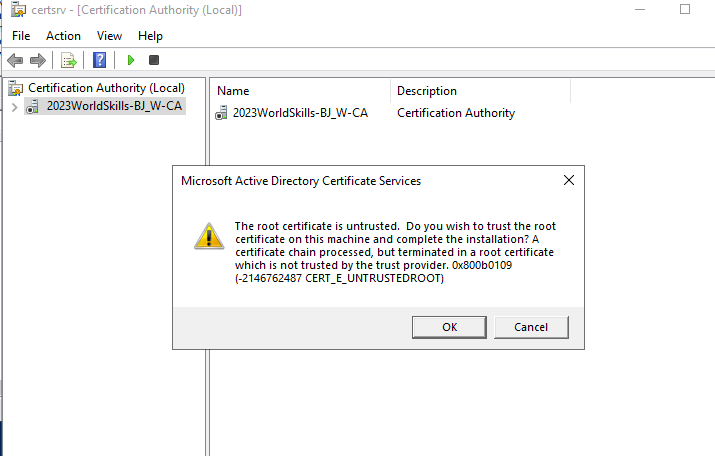 certsrv - [Certification Authority (Local)]
File Action View Help
Certification Authority (Local)
2023WorldSkills-BJ_W-CA
Name Description
2023WorldSkills-BJ_W-CA Certification Authority
Microsoft Active Directory Certificate Services
The root certificate is untrusted. Do you wish to trust the root
certificate on this machine and complete the installation? A
certificate chain processed, but terminated in a root certificate
which is not trusted by the trust provider. 0x800b0109
(-2146762487 CERT_E_UNTRUSTEDROOT)
OK Cancel